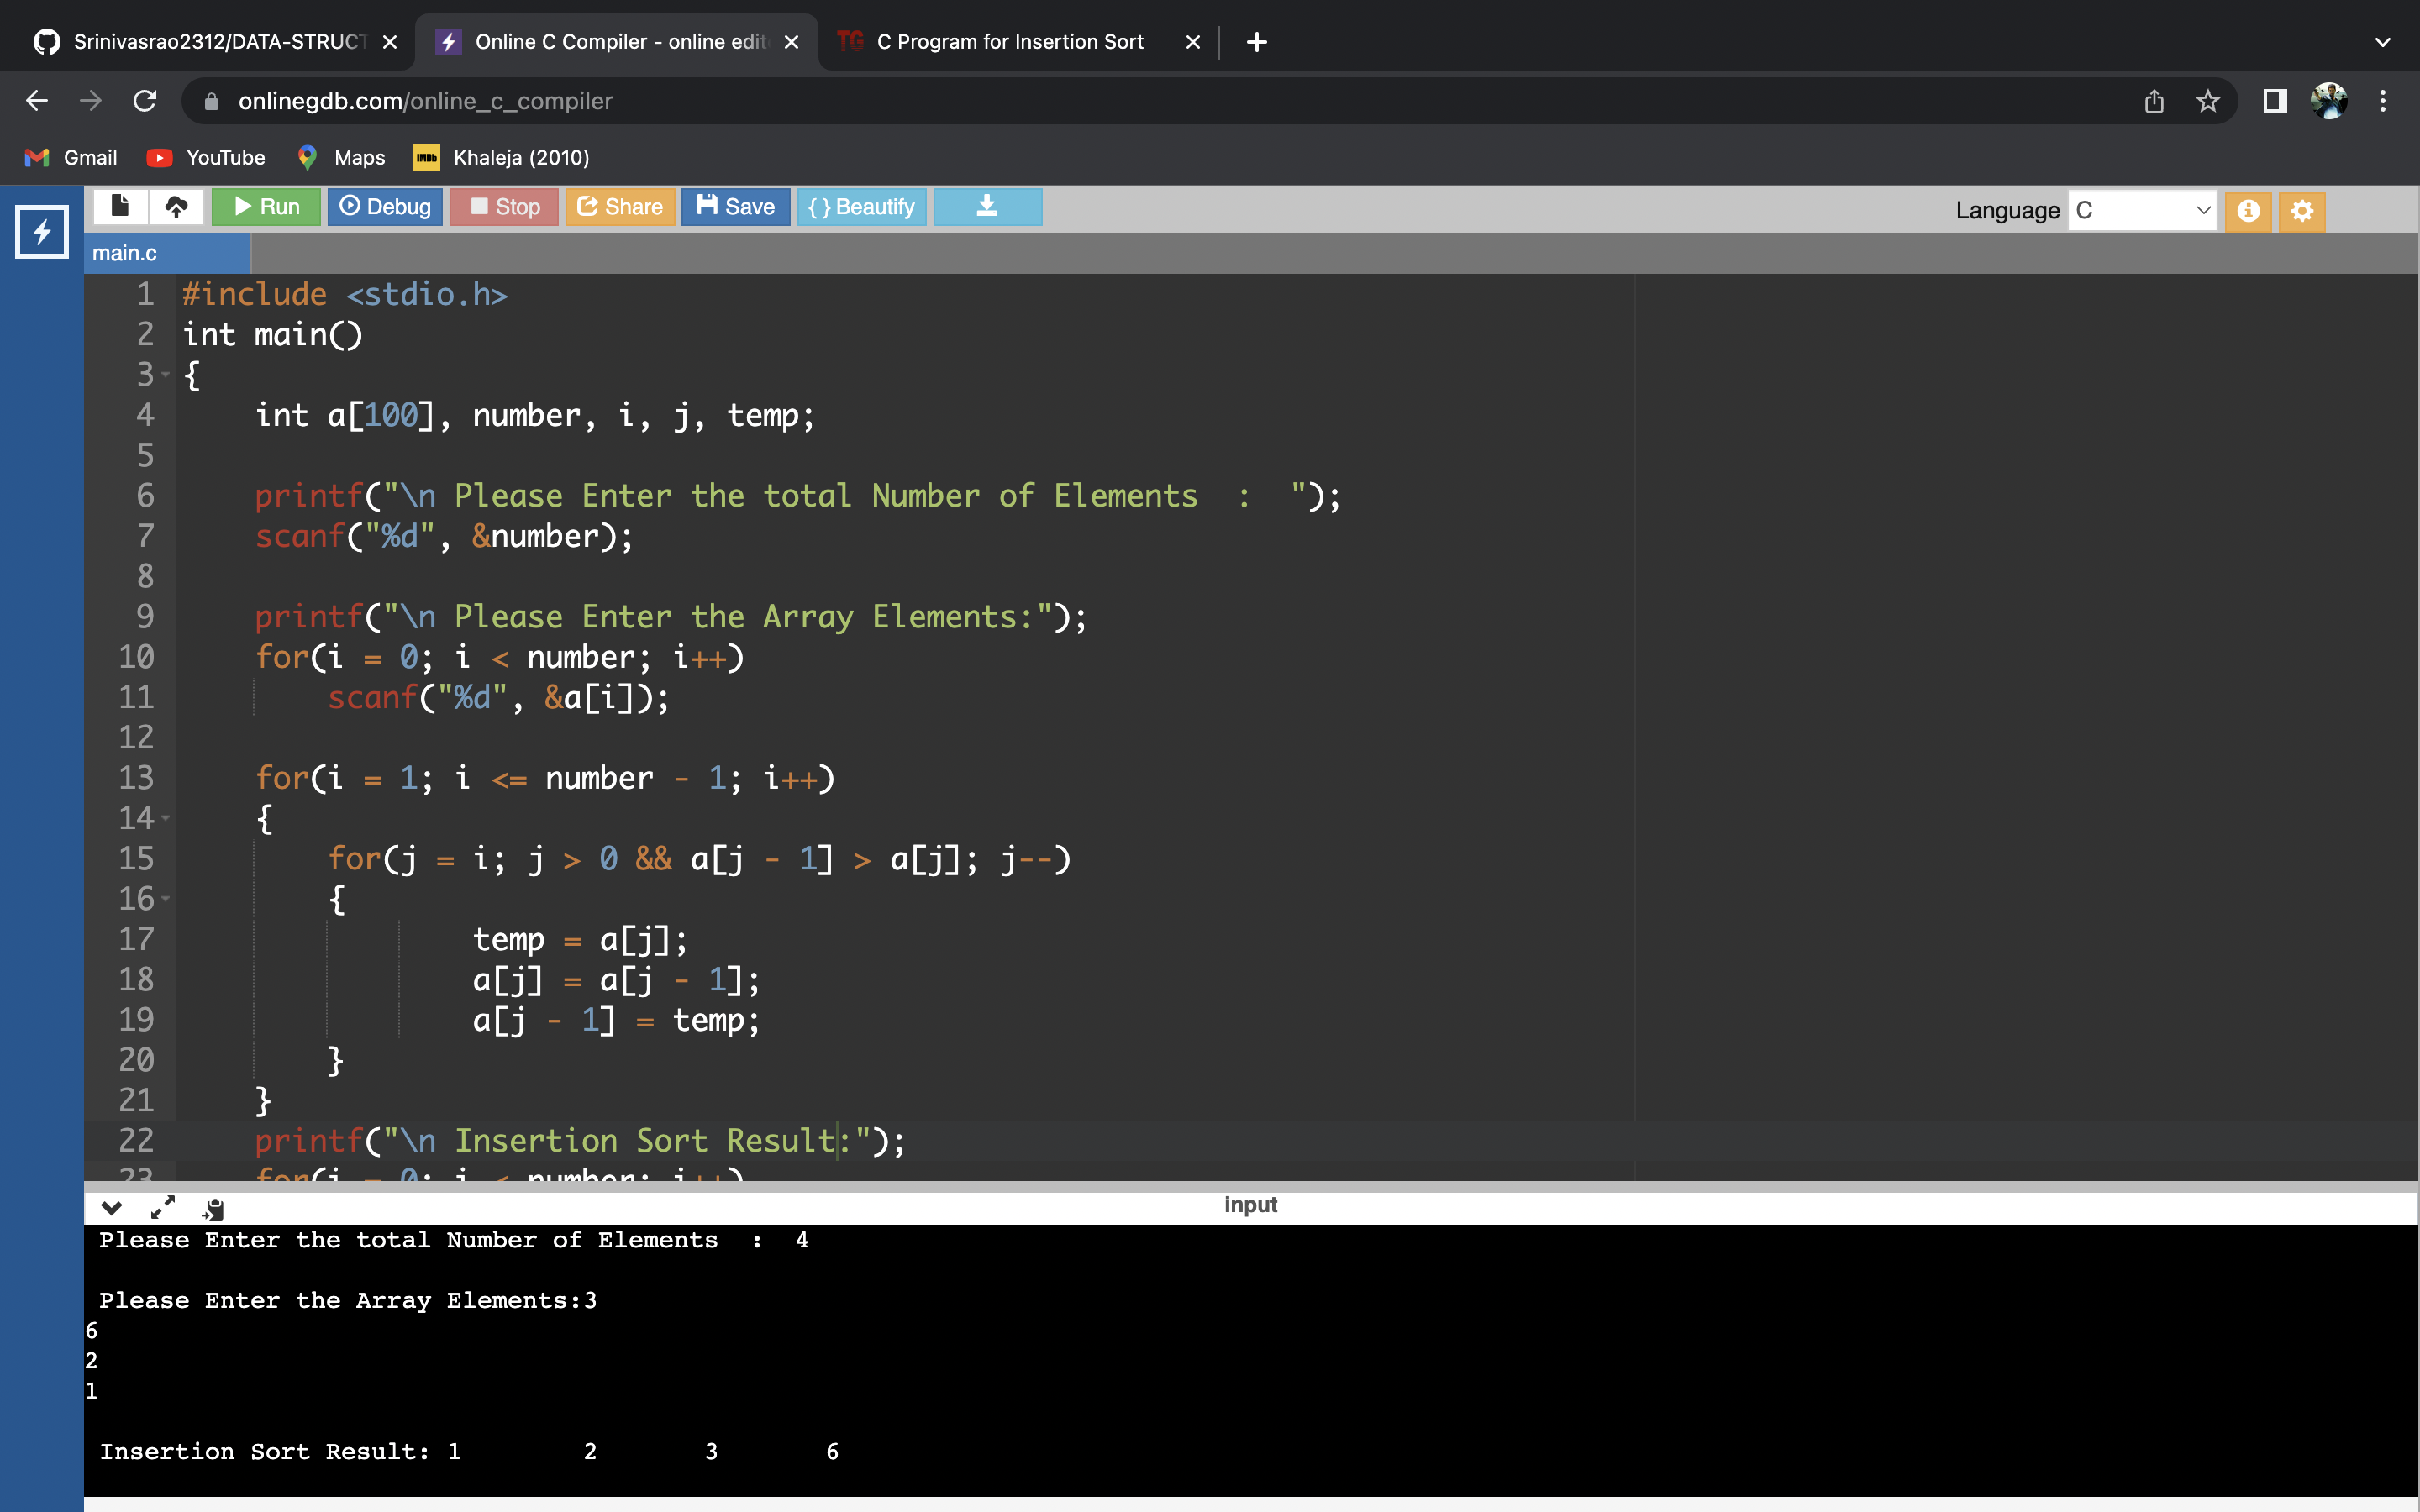 Srinivasrao2312/DATA-STRUCT
Online C Compiler - online edit
TG C Program for Insertion Sort
onlinegdb.com/online_c_compiler
Gmail YouTube Maps IMDb Khaleja (2010)
Run Debug Stop Share Save { } Beautify Language C
main.c
1 #include <stdio.h>
2 int main()
3 {
4 int a[100], number, i, j, temp;
5
6 printf("\n Please Enter the total Number of Elements  :  ");
7 scanf("%d", &number);
8
9 printf("\n Please Enter the Array Elements:");
10 for(i = 0; i < number; i++)
11 scanf("%d", &a[i]);
12
13 for(i = 1; i <= number - 1; i++)
14 {
15 for(j = i; j > 0 && a[j - 1] > a[j]; j--)
16 {
17 temp = a[j];
18 a[j] = a[j - 1];
19 a[j - 1] = temp;
20 }
21 }
22 printf("\n Insertion Sort Result:");
23 for(i = 0; i < number; i++)
input
Please Enter the total Number of Elements  :  4
Please Enter the Array Elements:3
6
2
1
Insertion Sort Result: 1 2 3 6